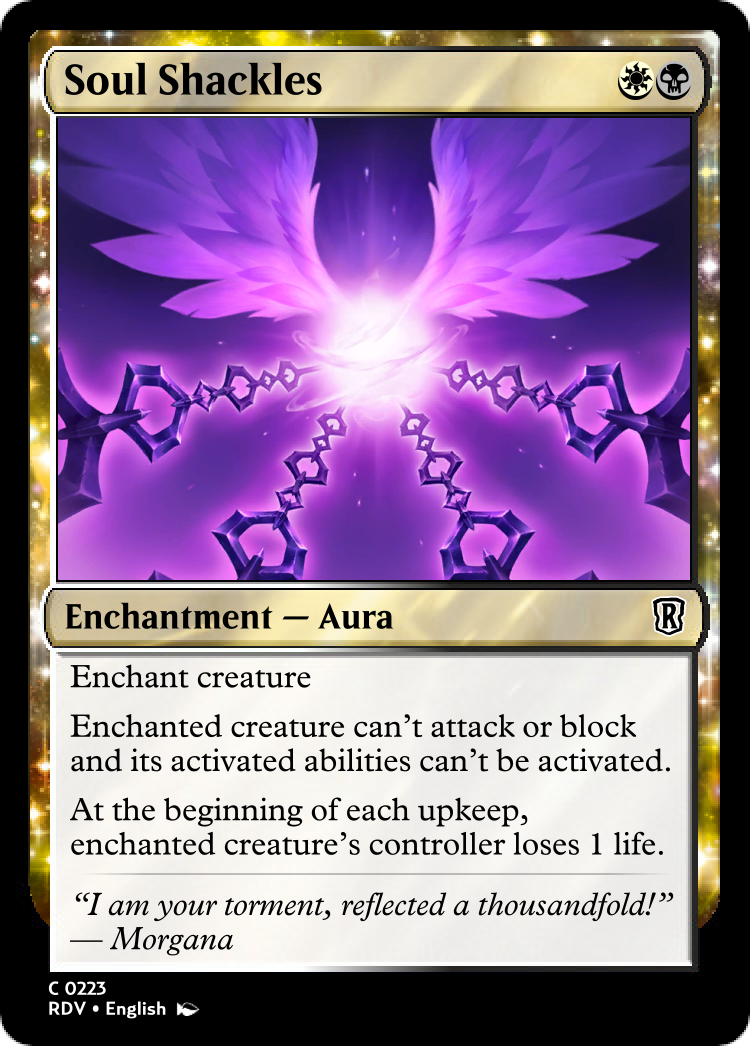 Soul Shackles
Enchantment — Aura
R
Enchant creature
Enchanted creature can't attack or block
and its activated abilities can't be activated.
At the beginning of each upkeep,
enchanted creature's controller loses 1 life.
“I am your torment, reflected a thousandfold!”
— Morgana
C 0223
RDV • English